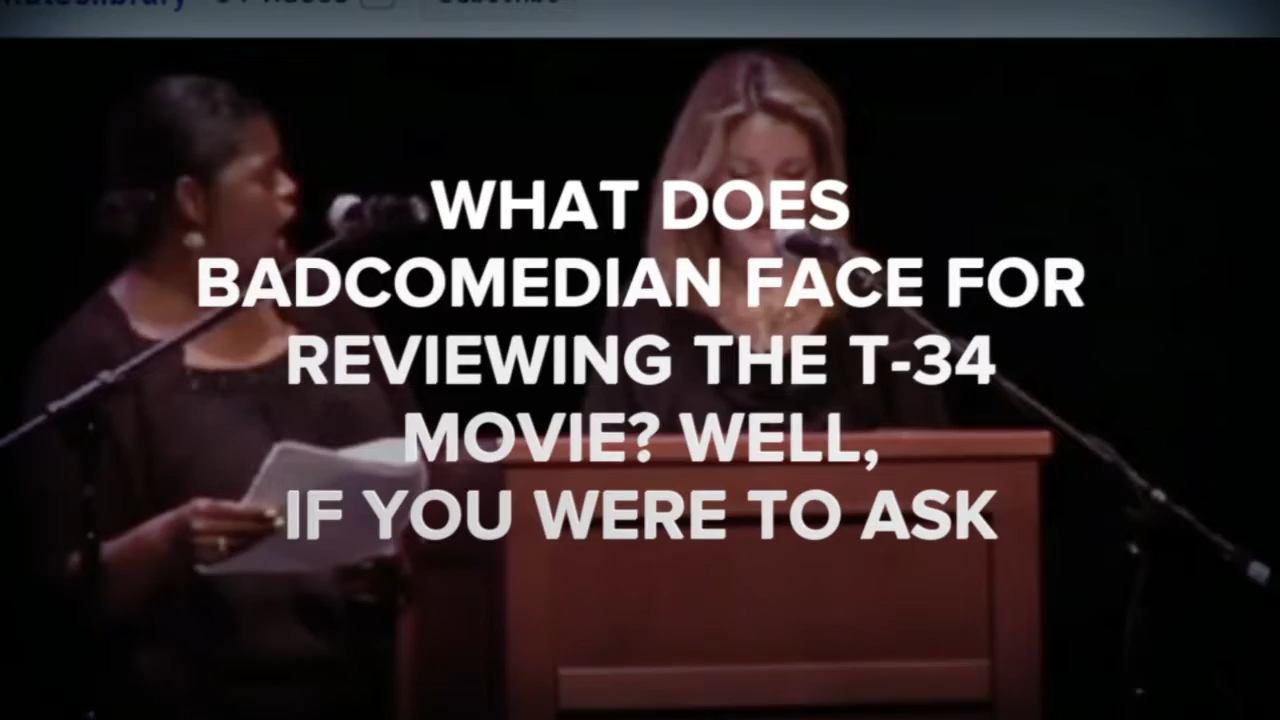 WHAT DOES
BADCOMEDIAN FACE FOR
REVIEWING THE T-34
MOVIE? WELL,
IF YOU WERE TO ASK